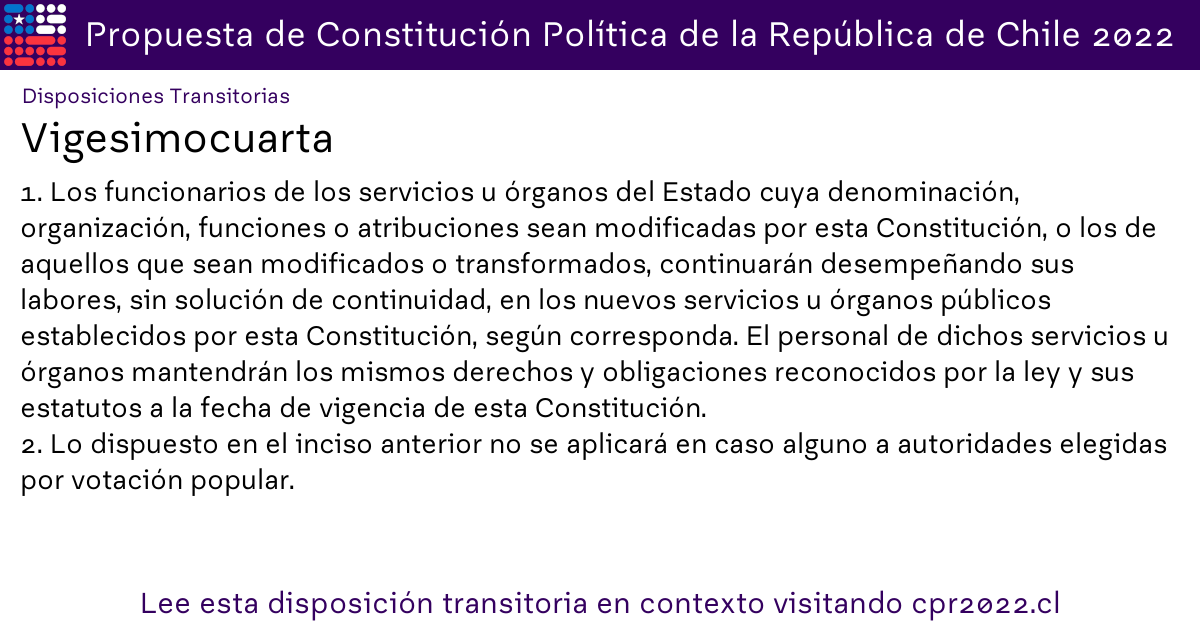 Propuesta de Constitución Política de la República de Chile 2022
Disposiciones Transitorias
Vigesimocuarta
1. Los funcionarios de los servicios u órganos del Estado cuya denominación,
organización, funciones o atribuciones sean modificadas por esta Constitución, o los de
aquellos que sean modificados o transformados, continuarán desempeñando sus
labores, sin solución de continuidad, en los nuevos servicios u órganos públicos
establecidos por esta Constitución, según corresponda. El personal de dichos servicios u
órganos mantendrán los mismos derechos y obligaciones reconocidos por la ley y sus
estatutos a la fecha de vigencia de esta Constitución.
2. Lo dispuesto en el inciso anterior no se aplicará en caso alguno a autoridades elegidas
por votación popular.
Lee esta disposición transitoria en contexto visitando cpr2022.cl